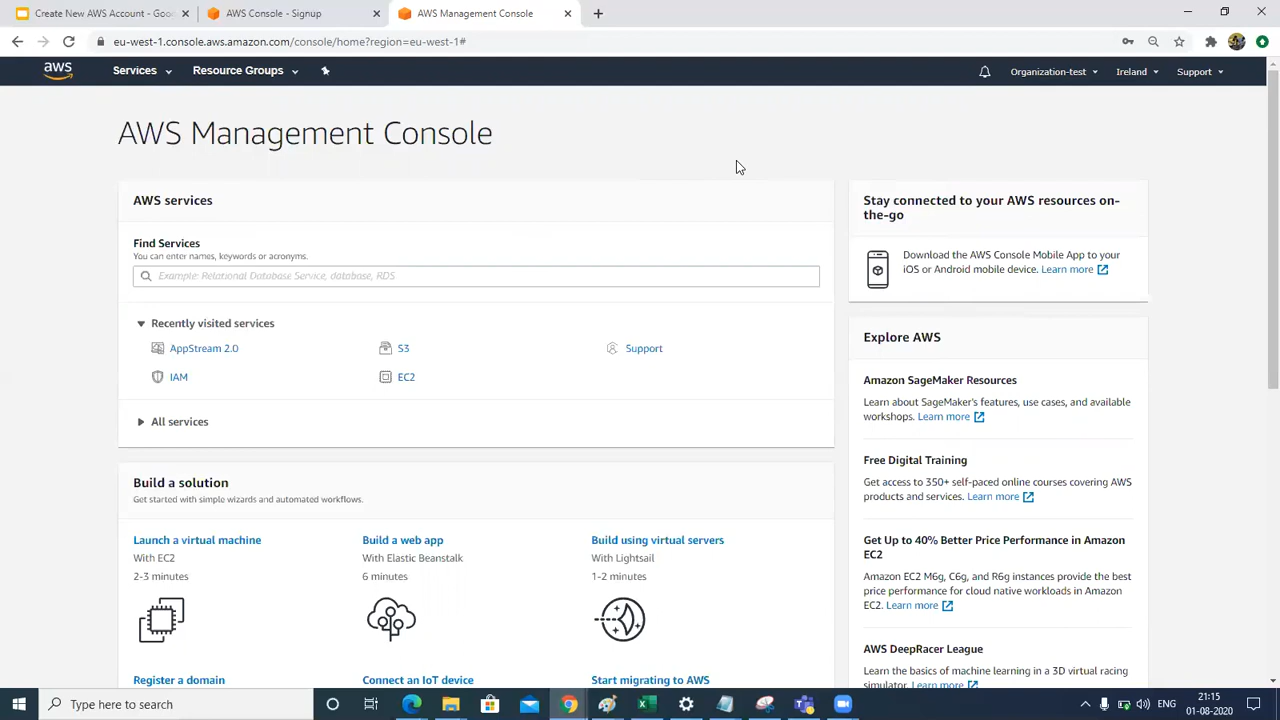 Create New AWS Account - Goo
AWS Console - Signup
AWS Management Console
eu-west-1.console.aws.amazon.com/console/home?region=eu-west-1#
aws
Services
Resource Groups
Organization-test
Ireland
Support
AWS Management Console
AWS services
Find Services
You can enter names, keywords or acronyms.
Example: Relational Database Service, database, RDS
Recently visited services
AppStream 2.0
S3
Support
IAM
EC2
All services
Build a solution
Get started with simple wizards and automated workflows.
Launch a virtual machine
With EC2
2-3 minutes
Build a web app
With Elastic Beanstalk
6 minutes
Build using virtual servers
With Lightsail
1-2 minutes
Register a domain
Connect an IoT device
Start migrating to AWS
Stay connected to your AWS resources on-
the-go
Download the AWS Console Mobile App to your
iOS or Android mobile device. Learn more
Explore AWS
Amazon SageMaker Resources
Learn about SageMaker's features, use cases, and available
workshops. Learn more
Free Digital Training
Get access to 350+ self-paced online courses covering AWS
products and services. Learn more
Get Up to 40% Better Price Performance in Amazon
EC2
Amazon EC2 M6g, C6g, and R6g instances provide the best
price performance for cloud native workloads in Amazon
EC2. Learn more
AWS DeepRacer League
Learn the basics of machine learning in a 3D virtual racing
simulator. Learn more
Type here to search
ENG
21:15
01-08-2020